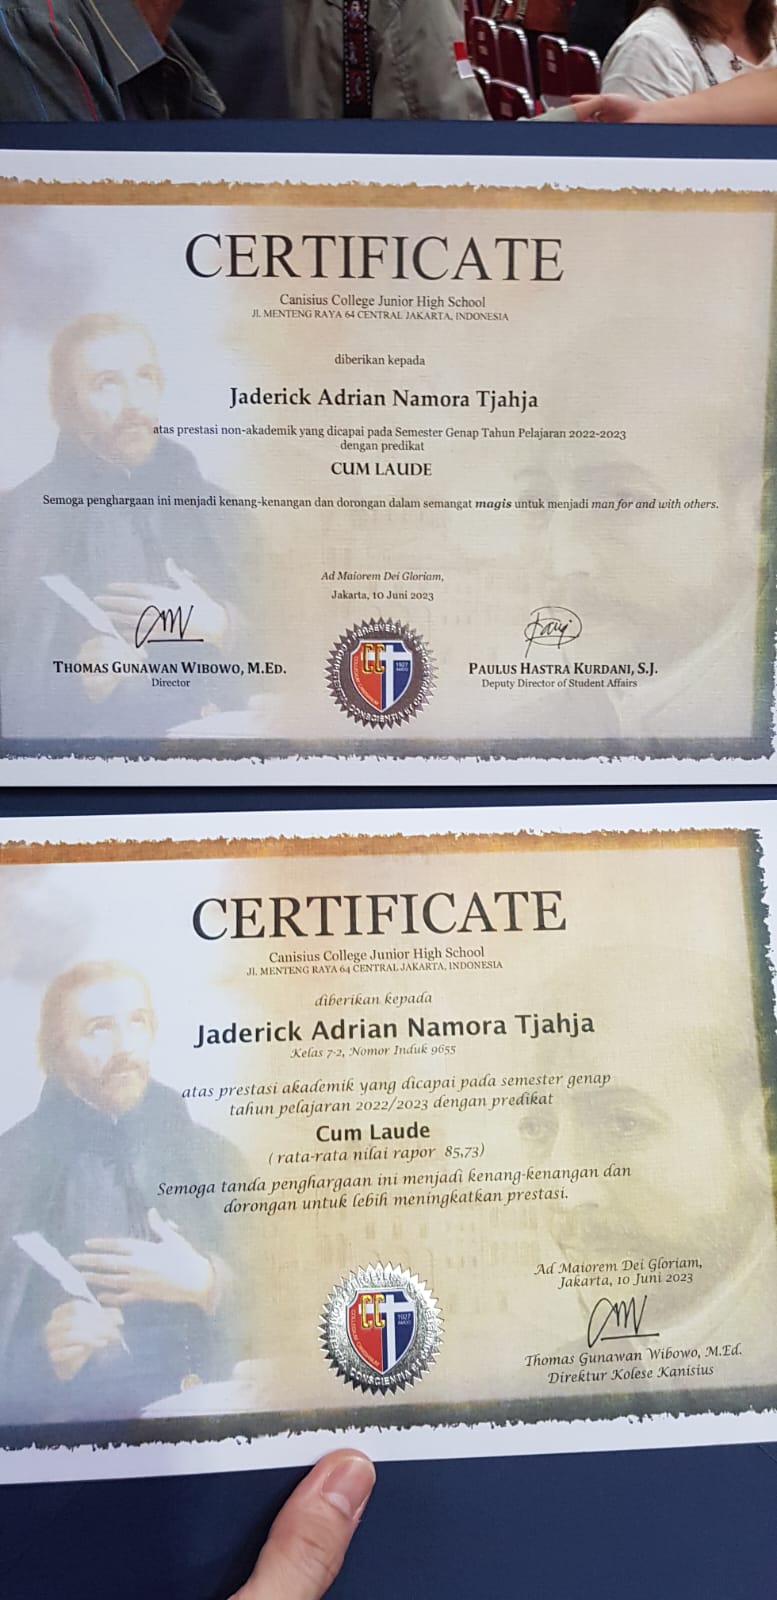 CERTIFICATE
Canisius College Junior High School
JL. MENTENG RAYA 64 CENTRAL JAKARTA, INDONESIA
diberikan kepada
Jaderick Adrian Namora Tjahja
atas prestasi non-akademik yang dicapai pada Semester Genap Tahun Pelajaran 2022-2023
dengan predikat
CUM LAUDE
Semoga penghargaan ini menjadi kenang-kenangan dan dorongan dalam semangat magis untuk menjadi man for and with others.
Ad Maiorem Dei Gloriam,
Jakarta, 10 Juni 2023
THOMAS GUNAWAN WIBOWO, M.ED.
Director
CC
1927
PAULUS HASTRA KURDANI, S.J.
Deputy Director of Student Affairs
CERTIFICATE
Canisius College Junior High School
JL. MENTENG RAYA 64 CENTRAL JAKARTA, INDONESIA
diberikan kepada
Jaderick Adrian Namora Tjahja
Kelas 7-2, Nomor Induk 9655
atas prestasi akademik yang dicapai pada semester genap
tahun pelajaran 2022/2023 dengan predikat
Cum Laude
( rata-rata nilai rapor 85,73)
Semoga tanda penghargaan ini menjadi kenang-kenangan dan
dorongan untuk lebih meningkatkan prestasi.
Ad Maiorem Dei Gloriam,
Jakarta, 10 Juni 2023
CC
1927
Thomas Gunawan Wibowo, M.Ed.
Direktur Kolese Kanisius